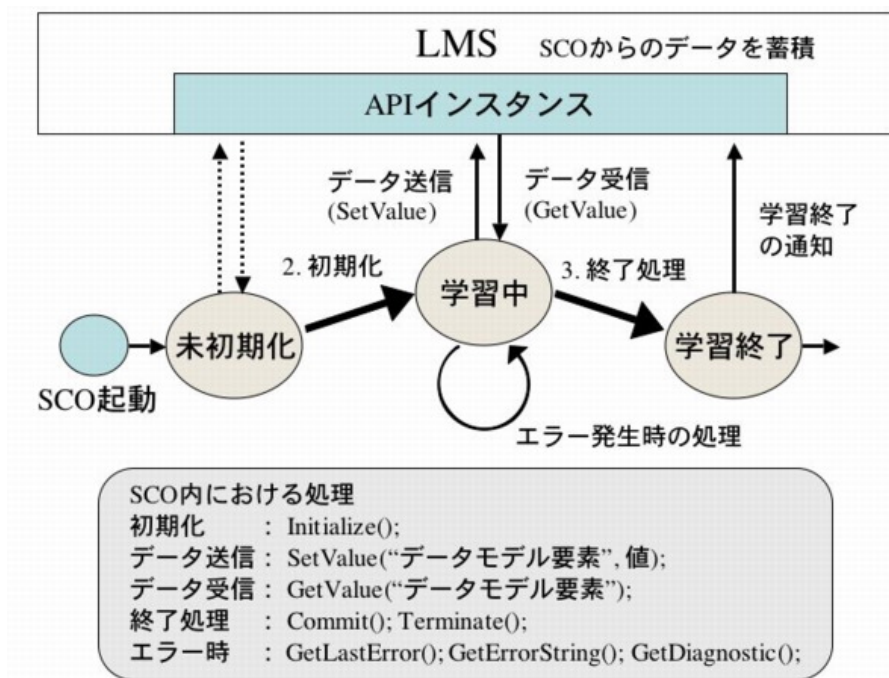 LMS SCOからのデータを蓄積
APIインスタンス
データ送信
(SetValue)
データ受信
(GetValue)
学習終了
の通知
2. 初期化
学習中
3. 終了処理
未初期化
学習終了
SCO起動
エラー発生時の処理
SCO内における処理
初期化 : Initialize();
データ送信 : SetValue(“データモデル要素”, 値);
データ受信 : GetValue(“データモデル要素”);
終了処理 : Commit(); Terminate();
エラー時 : GetLastError(); GetErrorString(); GetDiagnostic();